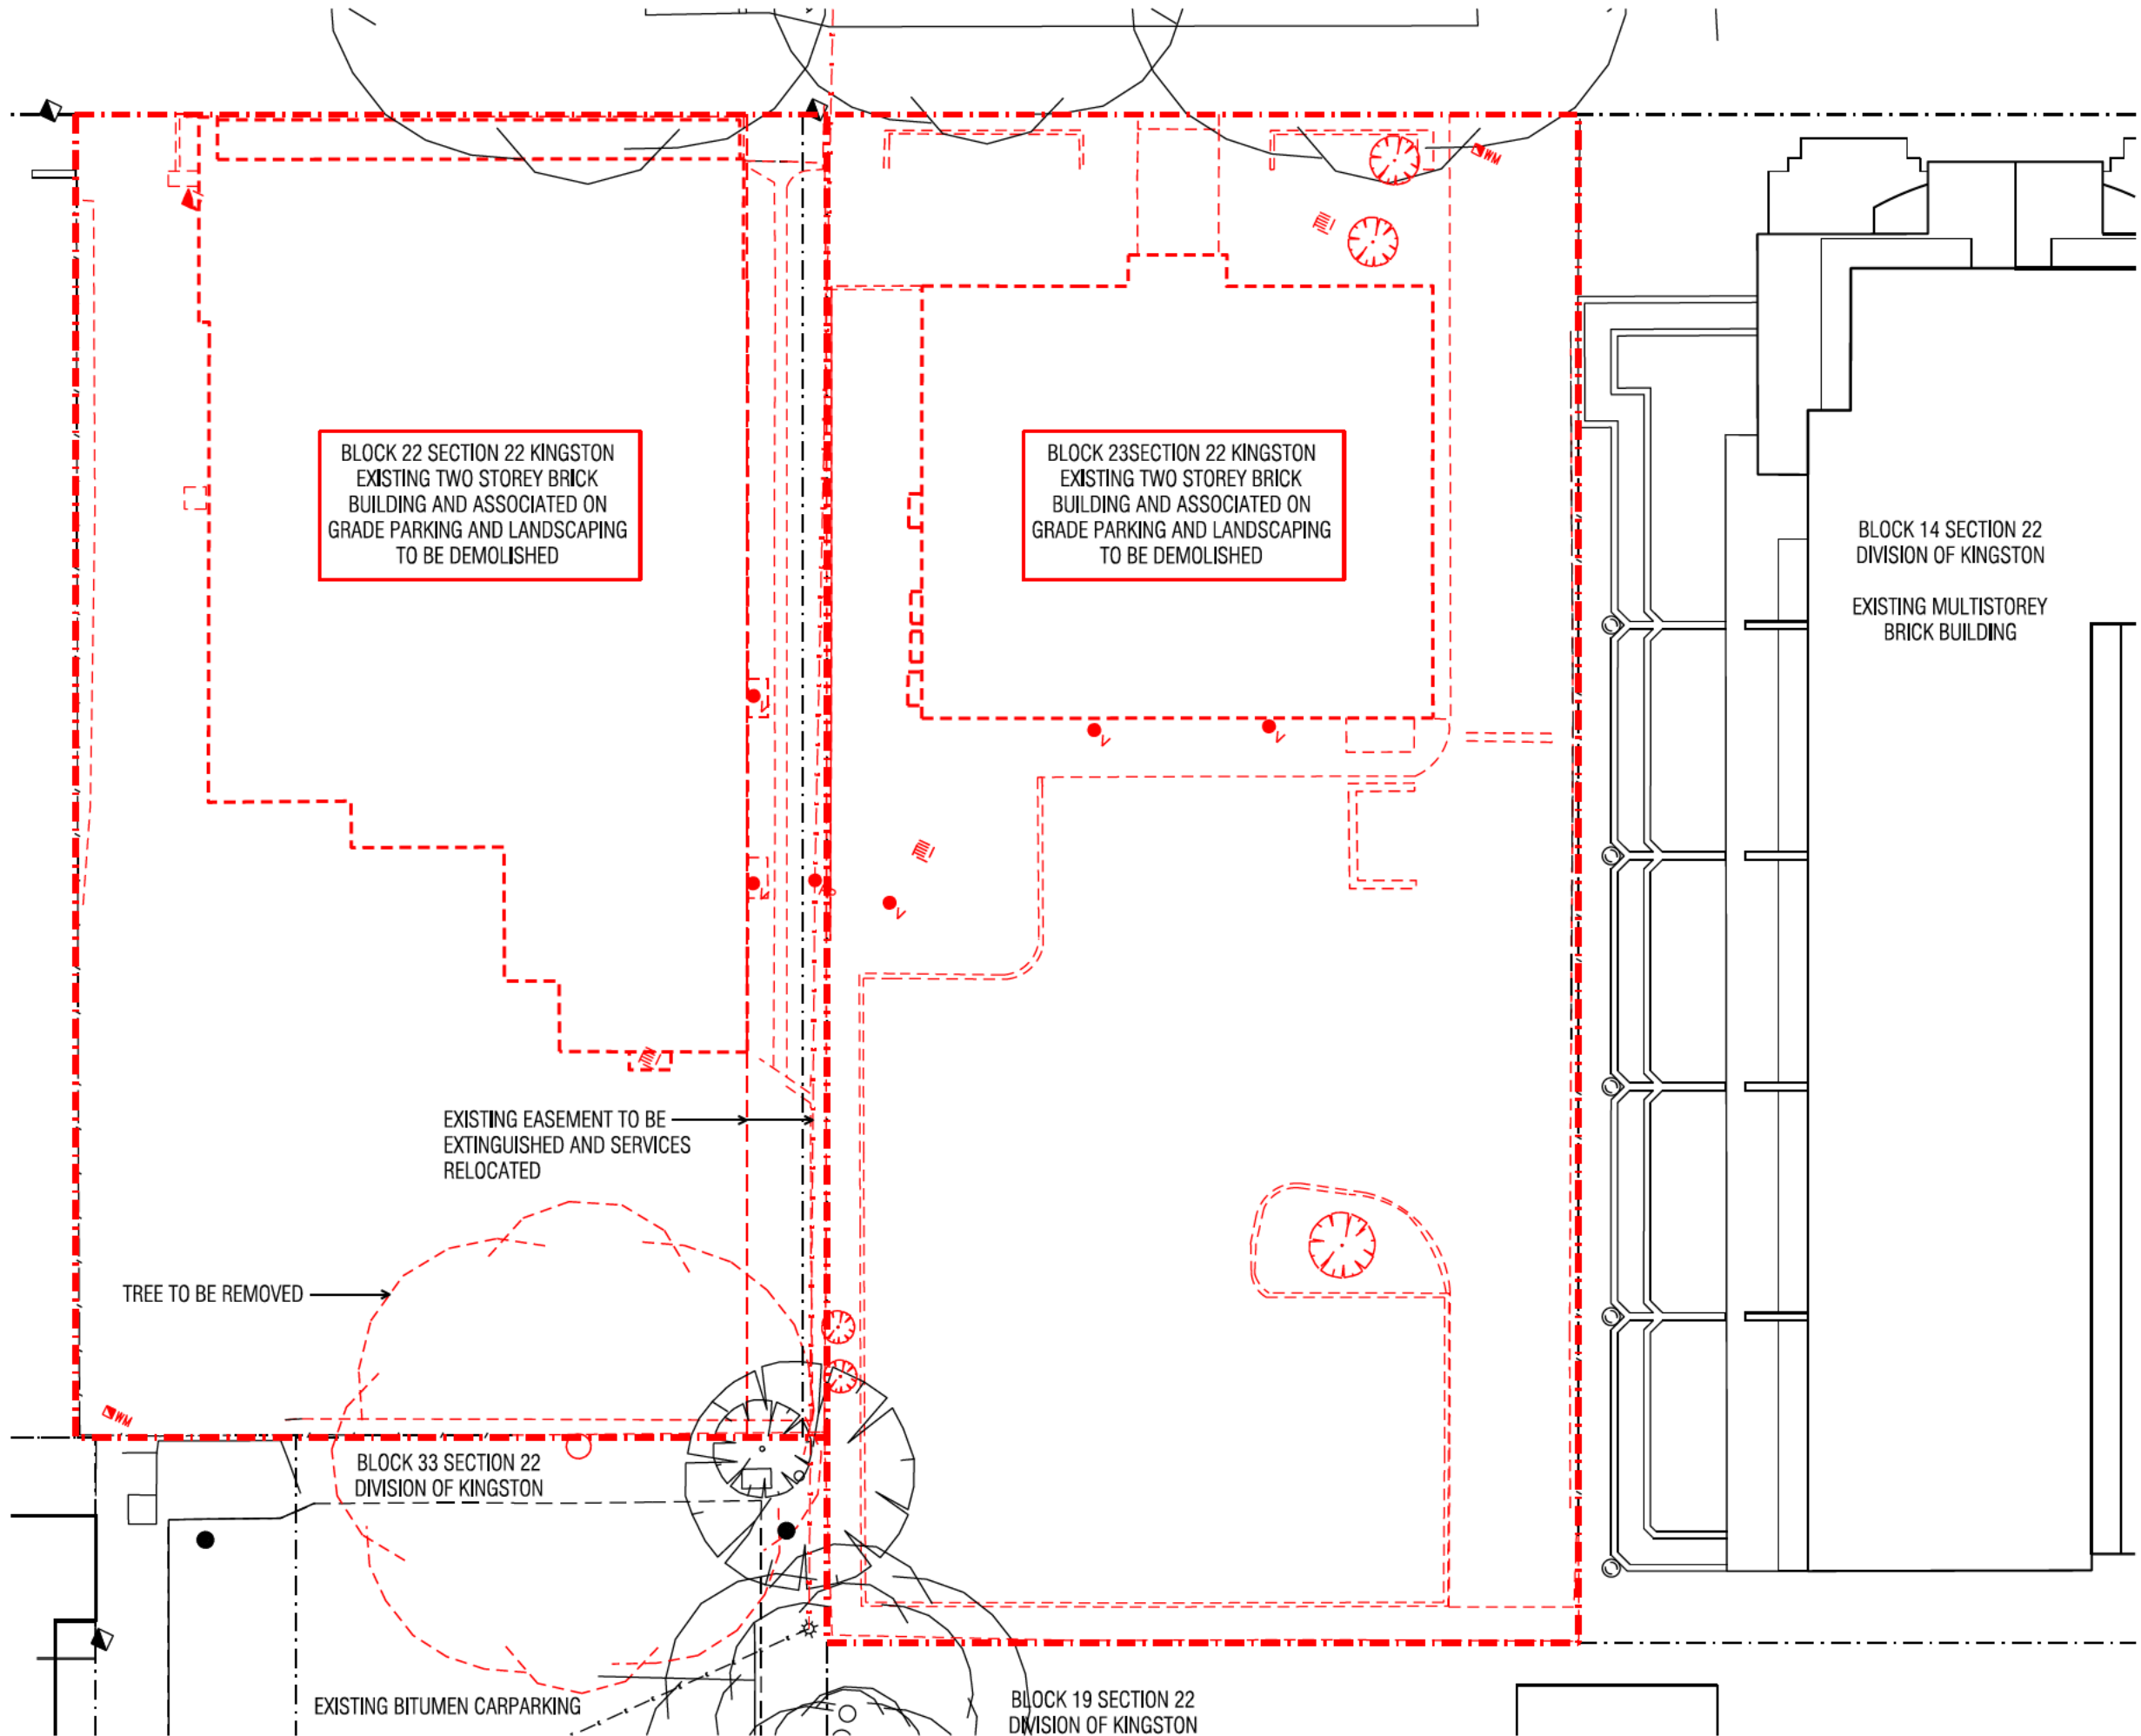 WM
BLOCK 22 SECTION 22 KINGSTON
EXISTING TWO STOREY BRICK
BUILDING AND ASSOCIATED ON
GRADE PARKING AND LANDSCAPING
TO BE DEMOLISHED
BLOCK 23SECTION 22 KINGSTON
EXISTING TWO STOREY BRICK
BUILDING AND ASSOCIATED ON
GRADE PARKING AND LANDSCAPING
TO BE DEMOLISHED
BLOCK 14 SECTION 22
DIVISION OF KINGSTON
EXISTING MULTISTOREY
BRICK BUILDING
V
V
V
V
V
EXISTING EASEMENT TO BE
EXTINGUISHED AND SERVICES
RELOCATED
TREE TO BE REMOVED
WM
BLOCK 33 SECTION 22
DIVISION OF KINGSTON
EXISTING BITUMEN CARPARKING
BLOCK 19 SECTION 22
DIVISION OF KINGSTON